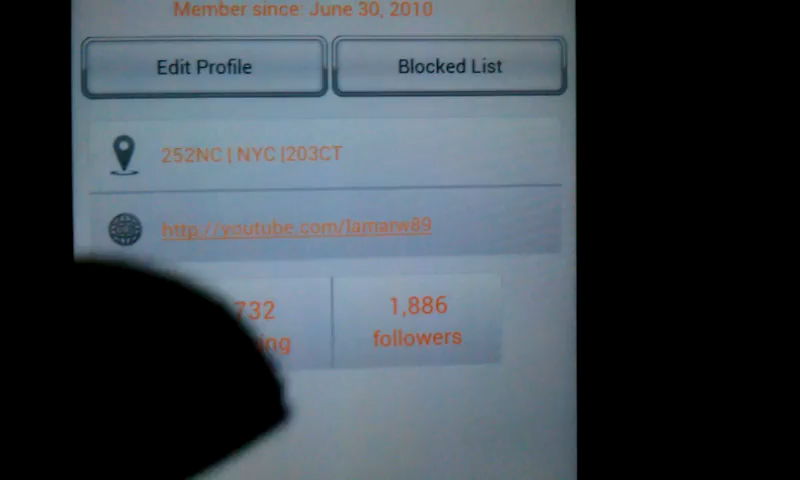 Member since: June 30, 2010
Edit Profile
Blocked List
252NC | NYC |203CT
http://youtube.com/lamarw89
732
1,886
followers